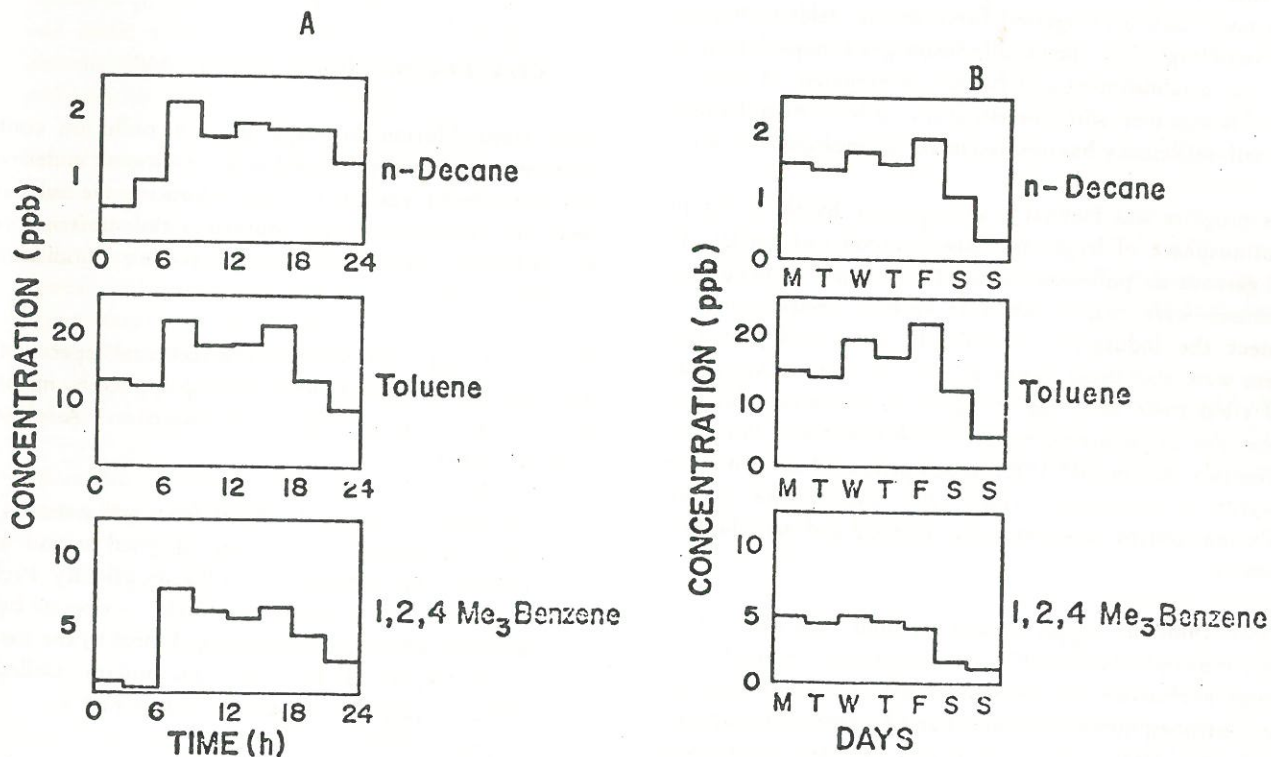 A
CONCENTRATION (ppb)
2
1
n-Decane
0 6 12 18 24
20
10
Toluene
0 6 12 18 24
10
5
1,2,4 Me3Benzene
0 6 12 18 24
TIME (h)
B
CONCENTRATION (ppb)
2
1
0
n-Decane
M T W T F S S
20
10
0
Toluene
M T W T F S S
10
5
0
1,2,4 Me3Benzene
M T W T F S S
DAYS